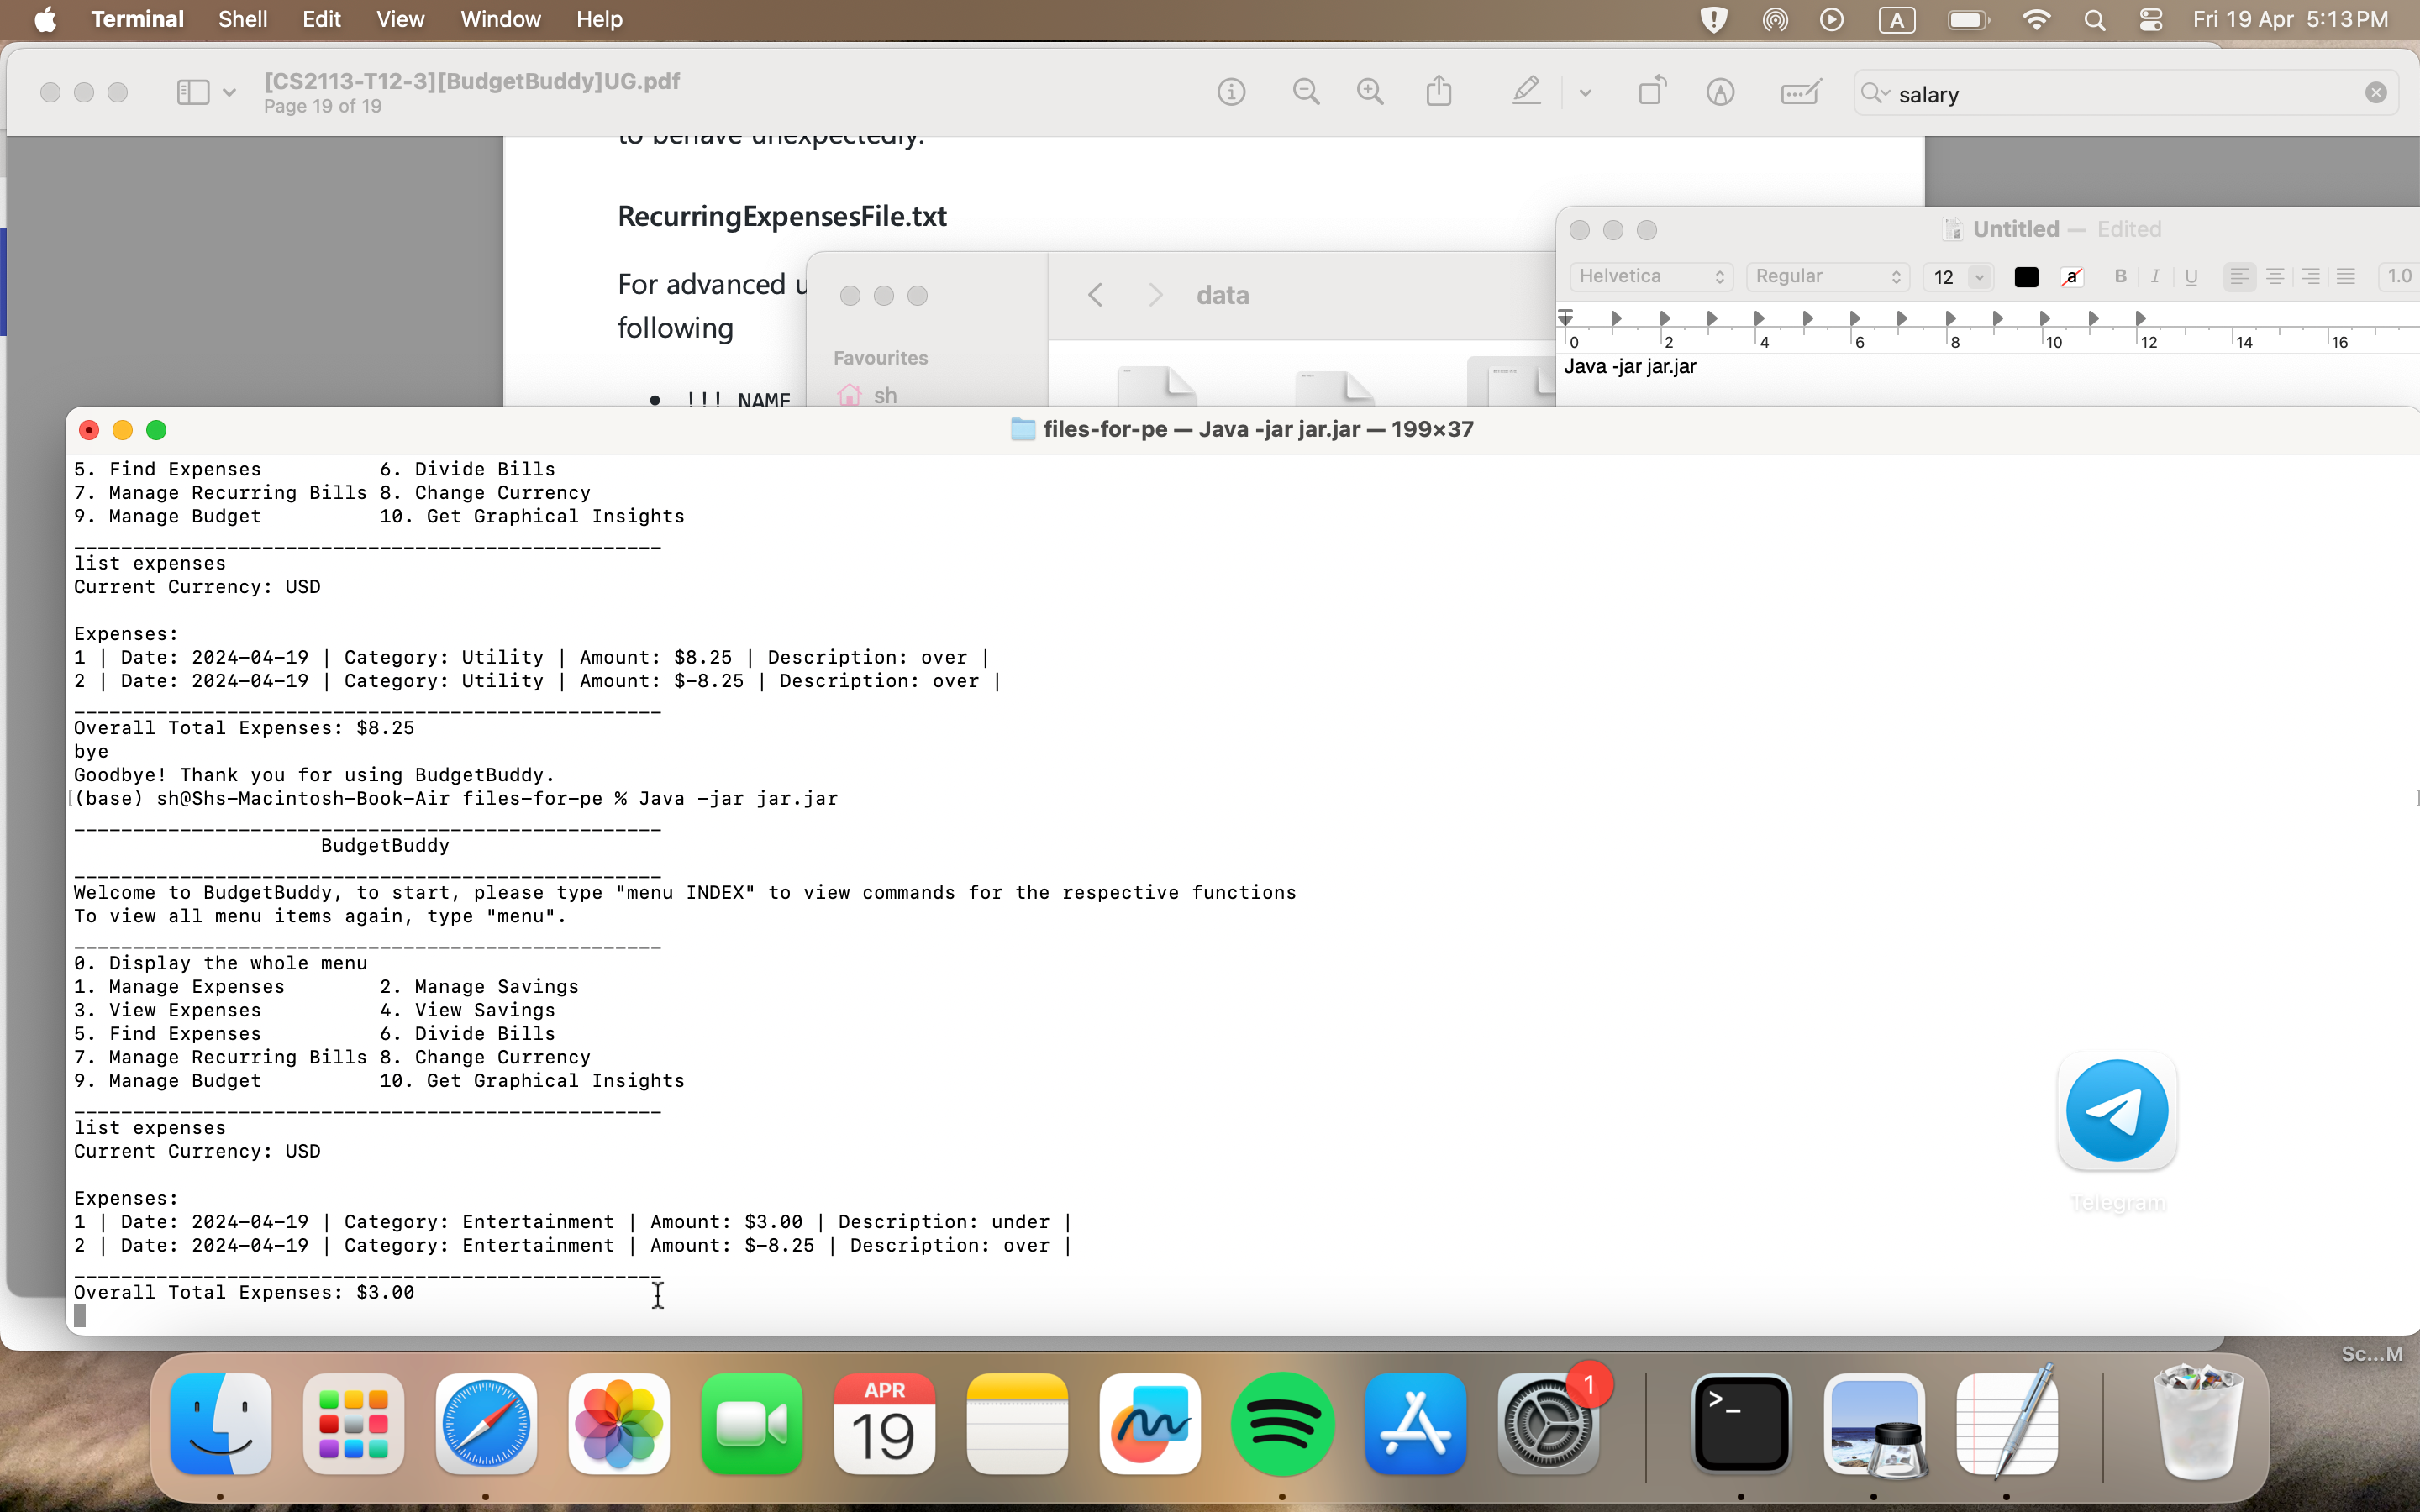 Terminal Shell Edit View Window Help A Fri 19 Apr 5:13 PM
[CS2113-T12-3][BudgetBuddy]UG.pdf
Page 19 of 19
salary
to behave unexpectedly.
RecurringExpensesFile.txt
For advanced u
following
• !!! NAME
data
Favourites
sh
Untitled — Edited
Helvetica Regular 12 a B I U 1.0
0 2 4 6 8 10 12 14 16
Java -jar jar.jar
files-for-pe — Java -jar jar.jar — 199×37
5. Find Expenses 6. Divide Bills
7. Manage Recurring Bills 8. Change Currency
9. Manage Budget 10. Get Graphical Insights
__________________________________________________
list expenses
Current Currency: USD
Expenses:
1 | Date: 2024-04-19 | Category: Utility | Amount: $8.25 | Description: over |
2 | Date: 2024-04-19 | Category: Utility | Amount: $-8.25 | Description: over |
__________________________________________________
Overall Total Expenses: $8.25
bye
Goodbye! Thank you for using BudgetBuddy.
[(base) sh@Shs-Macintosh-Book-Air files-for-pe % Java -jar jar.jar ]
__________________________________________________
BudgetBuddy
__________________________________________________
Welcome to BudgetBuddy, to start, please type "menu INDEX" to view commands for the respective functions
To view all menu items again, type "menu".
__________________________________________________
0. Display the whole menu
1. Manage Expenses 2. Manage Savings
3. View Expenses 4. View Savings
5. Find Expenses 6. Divide Bills
7. Manage Recurring Bills 8. Change Currency
9. Manage Budget 10. Get Graphical Insights
__________________________________________________
list expenses
Current Currency: USD
Expenses:
1 | Date: 2024-04-19 | Category: Entertainment | Amount: $3.00 | Description: under |
2 | Date: 2024-04-19 | Category: Entertainment | Amount: $-8.25 | Description: over |
__________________________________________________
Overall Total Expenses: $3.00
Telegram
Sc...M
APR
19
1
>_